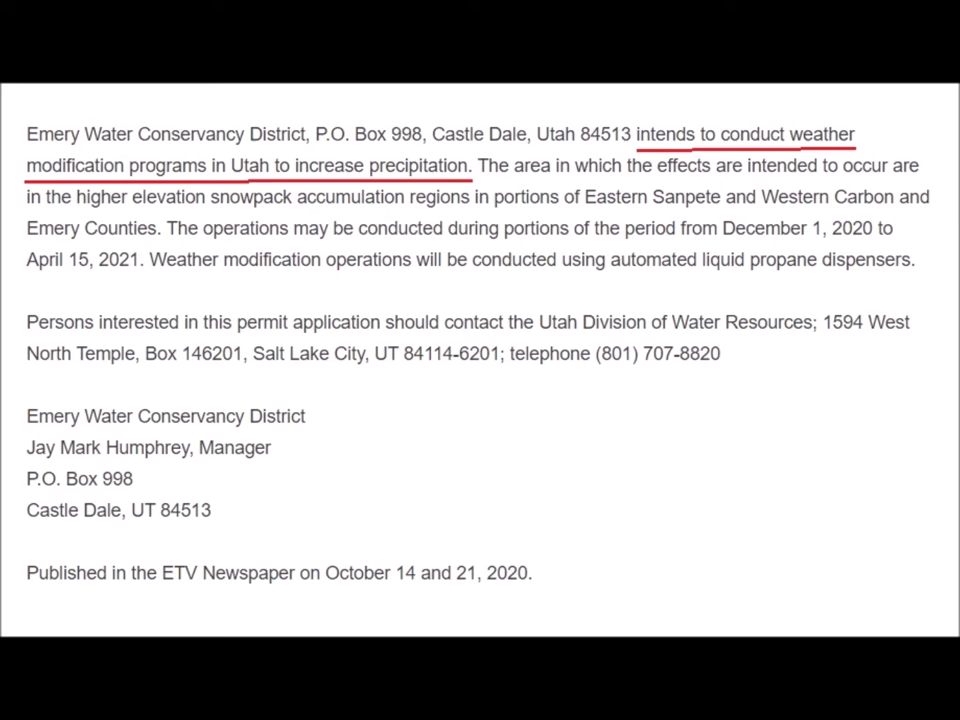 Emery Water Conservancy District, P.O. Box 998, Castle Dale, Utah 84513 intends to conduct weather
modification programs in Utah to increase precipitation. The area in which the effects are intended to occur are
in the higher elevation snowpack accumulation regions in portions of Eastern Sanpete and Western Carbon and
Emery Counties. The operations may be conducted during portions of the period from December 1, 2020 to
April 15, 2021. Weather modification operations will be conducted using automated liquid propane dispensers.
Persons interested in this permit application should contact the Utah Division of Water Resources; 1594 West
North Temple, Box 146201, Salt Lake City, UT 84114-6201; telephone (801) 707-8820
Emery Water Conservancy District
Jay Mark Humphrey, Manager
P.O. Box 998
Castle Dale, UT 84513
Published in the ETV Newspaper on October 14 and 21, 2020.